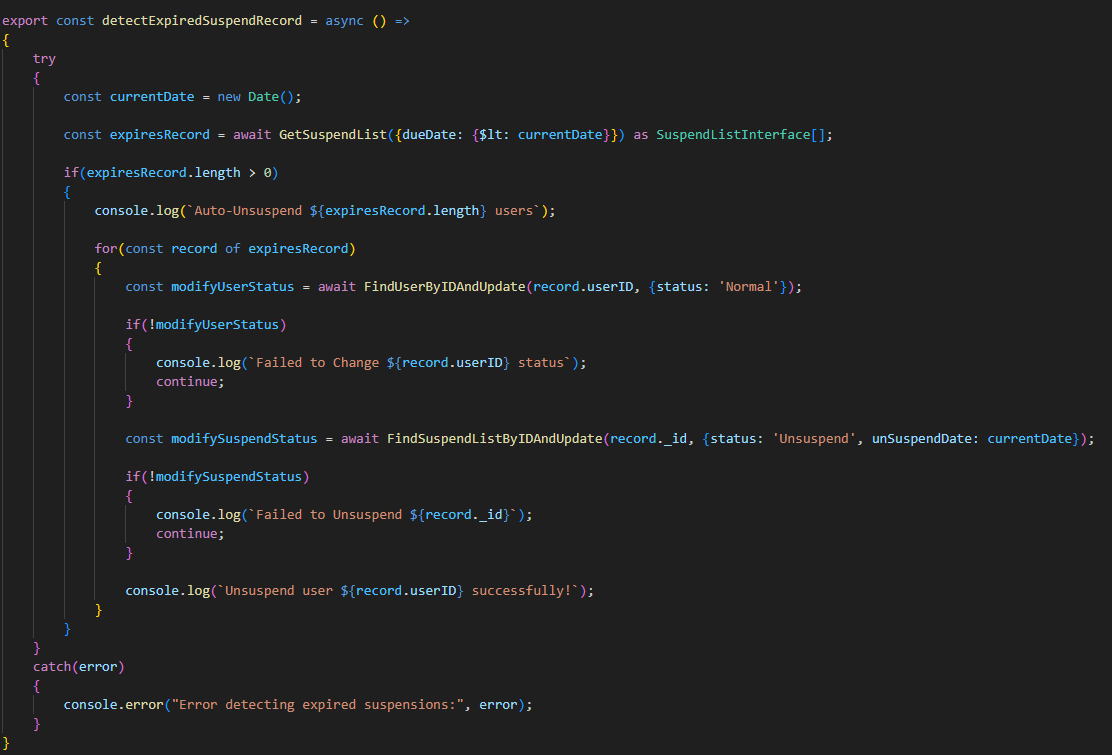 export const detectExpiredSuspendRecord = async () =>
{
    try
    {
        const currentDate = new Date();

        const expiresRecord = await GetSuspendList({dueDate: {$lt: currentDate}}) as SuspendListInterface[];

        if(expiresRecord.length > 0)
        {
            console.log(`Auto-Unsuspend ${expiresRecord.length} users`);

            for(const record of expiresRecord)
            {
                const modifyUserStatus = await FindUserByIDAndUpdate(record.userID, {status: 'Normal'});

                if(!modifyUserStatus)
                {
                    console.log(`Failed to Change ${record.userID} status`);
                    continue;
                }

                const modifySuspendStatus = await FindSuspendListByIDAndUpdate(record._id, {status: 'Unsuspend', unSuspendDate: currentDate});

                if(!modifySuspendStatus)
                {
                    console.log(`Failed to Unsuspend ${record._id}`);
                    continue;
                }

                console.log(`Unsuspend user ${record.userID} successfully!`);
            }
        }
    }
    catch(error)
    {
        console.error("Error detecting expired suspensions:", error);
    }
}